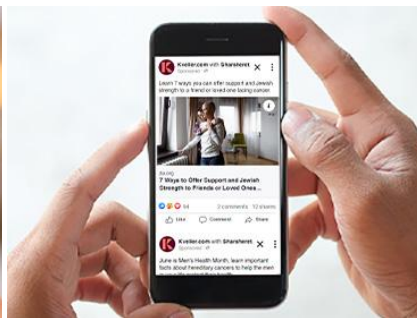 Kveller.com with Sharsheret
Sponsored
Learn 7 ways you can offer support and Jewish
strength to a friend or loved one facing cancer
7 Ways to Offer Support and Jewish
Strength to Friends or Loved Ones ...
94 2 comments 12 shares
Like Comment Share
Kveller.com with Sharsheret
Sponsored
June is Men's Health Month, learn important
facts about hereditary cancers to help the men